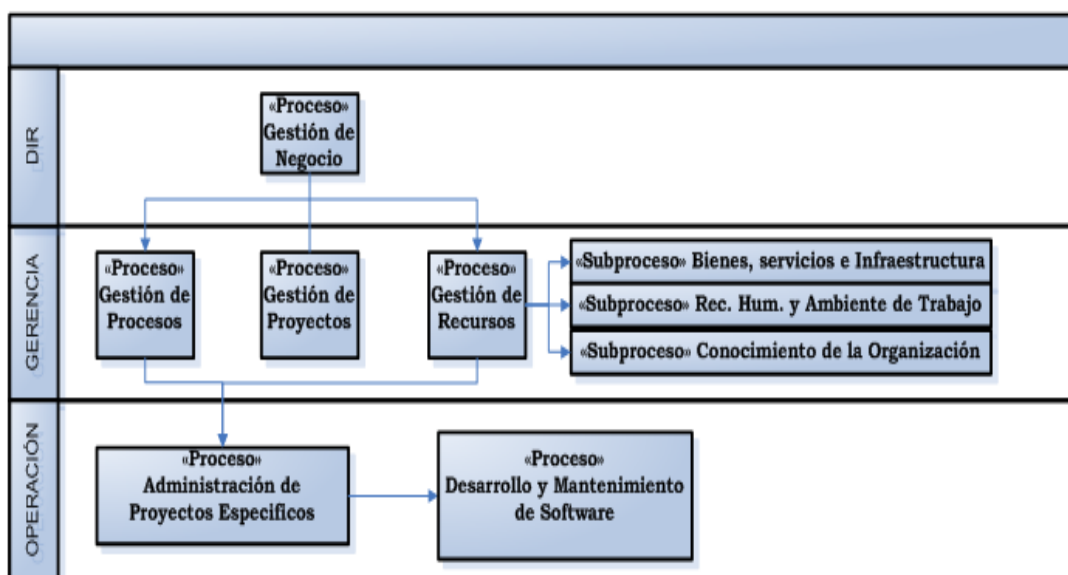 DIR
«Proceso»
Gestión de
Negocio
GERENCIA
«Proceso»
Gestión de
Procesos
«Proceso»
Gestión de
Proyectos
«Proceso»
Gestión de
Recursos
«Subproceso» Bienes, servicios e Infraestructura
«Subproceso» Rec. Hum. y Ambiente de Trabajo
«Subproceso» Conocimiento de la Organización
OPERACIÓN
«Proceso»
Administración de
Proyectos Especificos
«Proceso»
Desarrollo y Mantenimiento
de Software